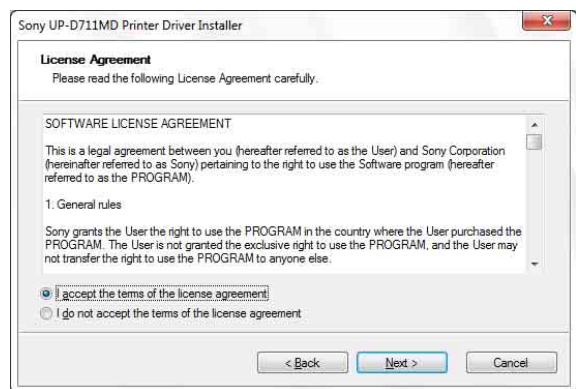 Sony UP-D711MD Printer Driver Installer
License Agreement
Please read the following License Agreement carefully.
SOFTWARE LICENSE AGREEMENT
This is a legal agreement between you (hereafter referred to as the User) and Sony Corporation
(hereinafter referred to as Sony) pertaining to the right to use the Software program (hereafter
referred to as the PROGRAM).
1. General rules
Sony grants the User the right to use the PROGRAM in the country where the User purchased the
PROGRAM. The User is not granted the exclusive right to use the PROGRAM, and the User may
not transfer the right to use the PROGRAM to anyone else.
I accept the terms of the license agreement
I do not accept the terms of the license agreement
< Back Next > Cancel